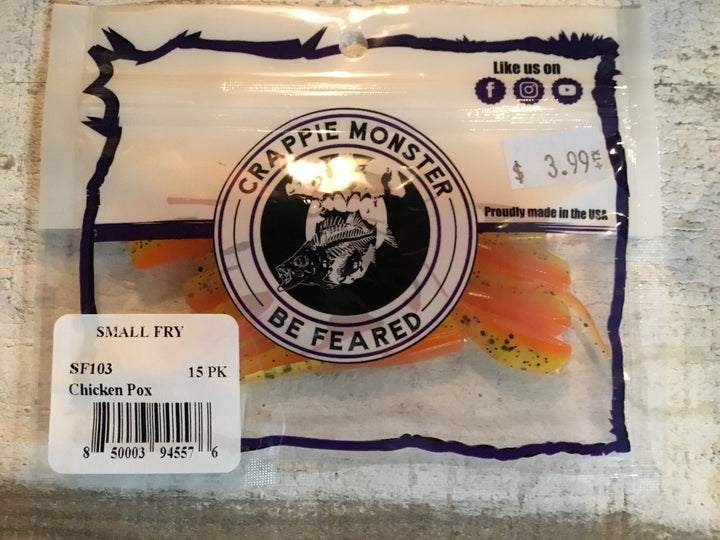 Like us on
$ 3.99
CRAPPIE MONSTER
BE FEARED
Proudly made in the USA
SMALL FRY
SF103 15 PK
Chicken Pox
8 50003 94557 6